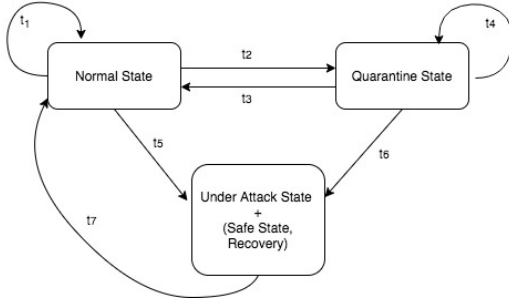 t1
t4
t2
Normal State
Quarantine State
t3
t5
t6
Under Attack State
+
(Safe State,
Recovery)
t7